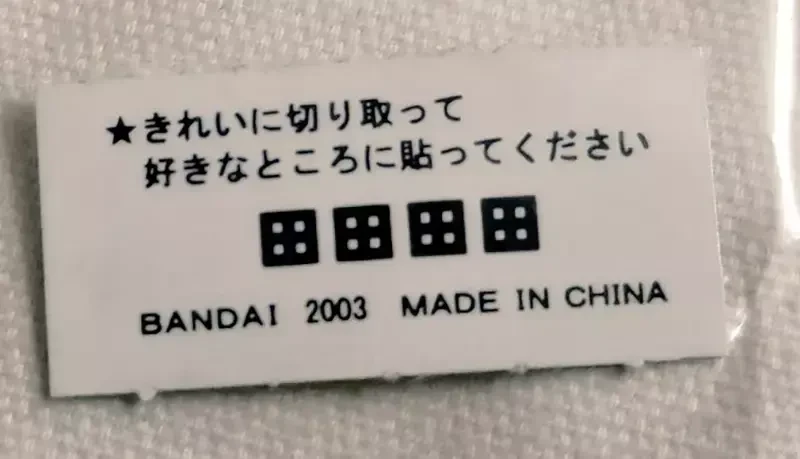 ★きれいに切り取って
好きなところに貼ってください
BANDAI 2003 MADE IN CHINA